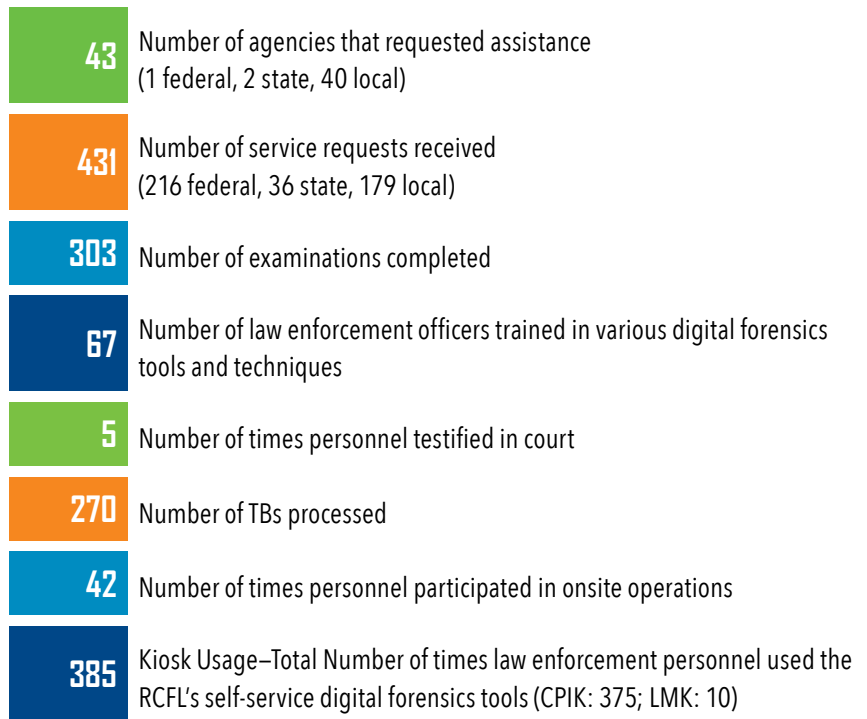 43
Number of agencies that requested assistance
(1 federal, 2 state, 40 local)
431
Number of service requests received
(216 federal, 36 state, 179 local)
303
Number of examinations completed
67
Number of law enforcement officers trained in various digital forensics
tools and techniques
5
Number of times personnel testified in court
270
Number of TBs processed
42
Number of times personnel participated in onsite operations
385
Kiosk Usage–Total Number of times law enforcement personnel used the
RCFL's self-service digital forensics tools (CPIK: 375; LMK: 10)